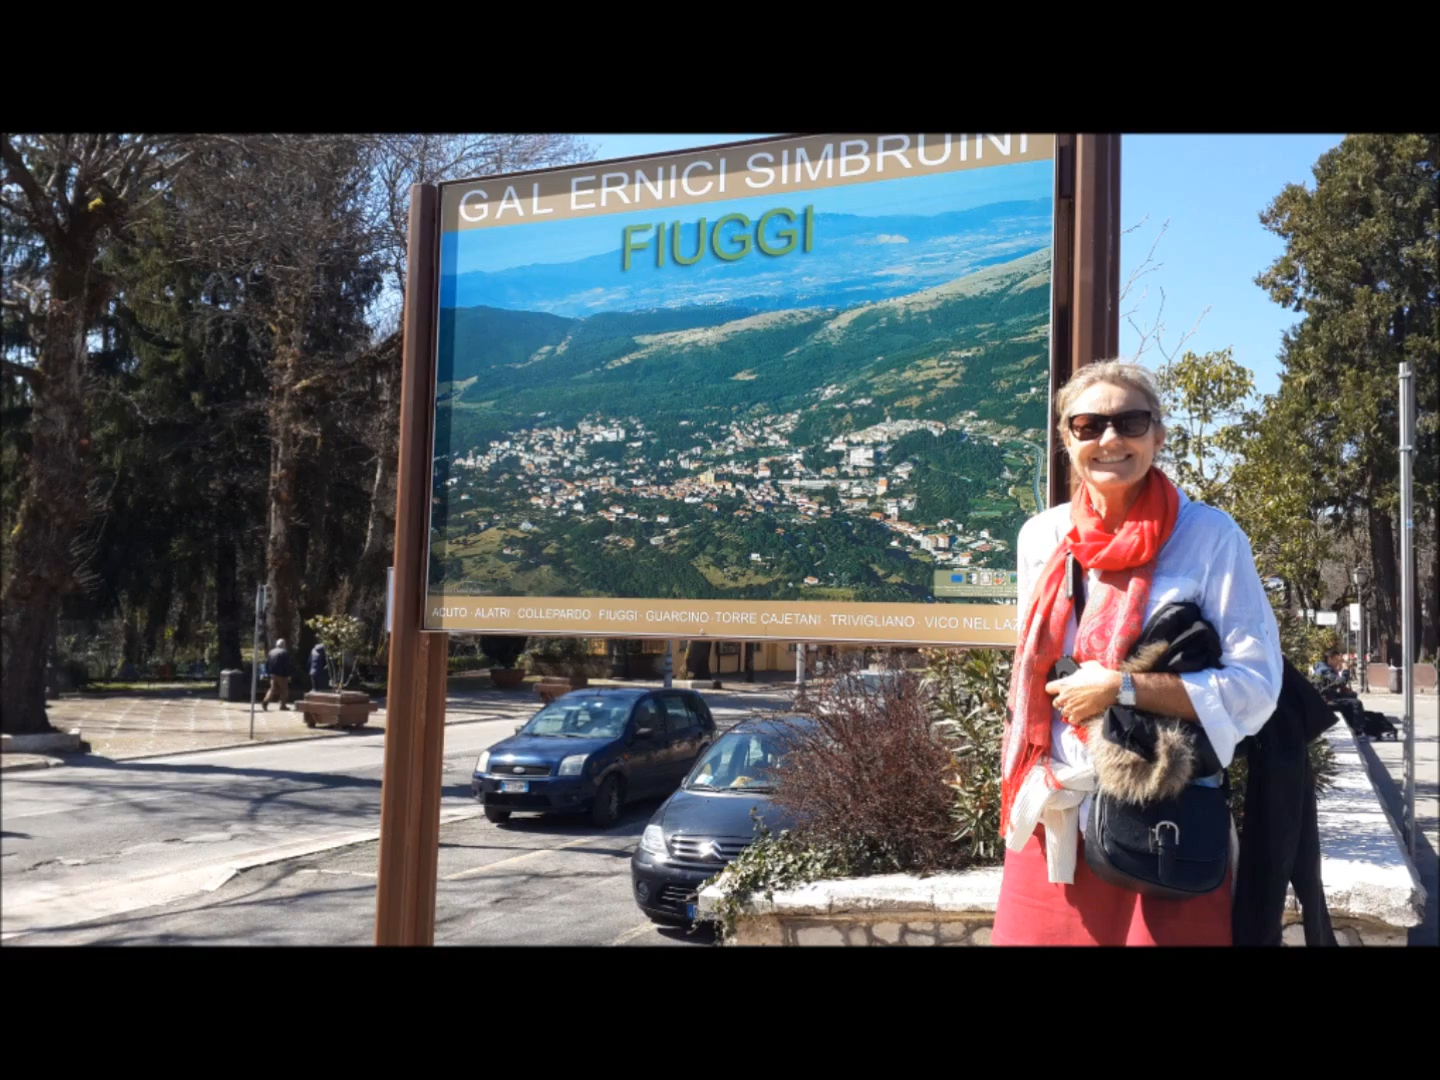 GAL ERNICI SIMBRUINI
FIUGGI
ACUTO · ALATRI · COLLEPARDO · FIUGGI · GUARCINO · TORRE CAJETANI · TRIVIGLIANO · VICO NEL LAZ